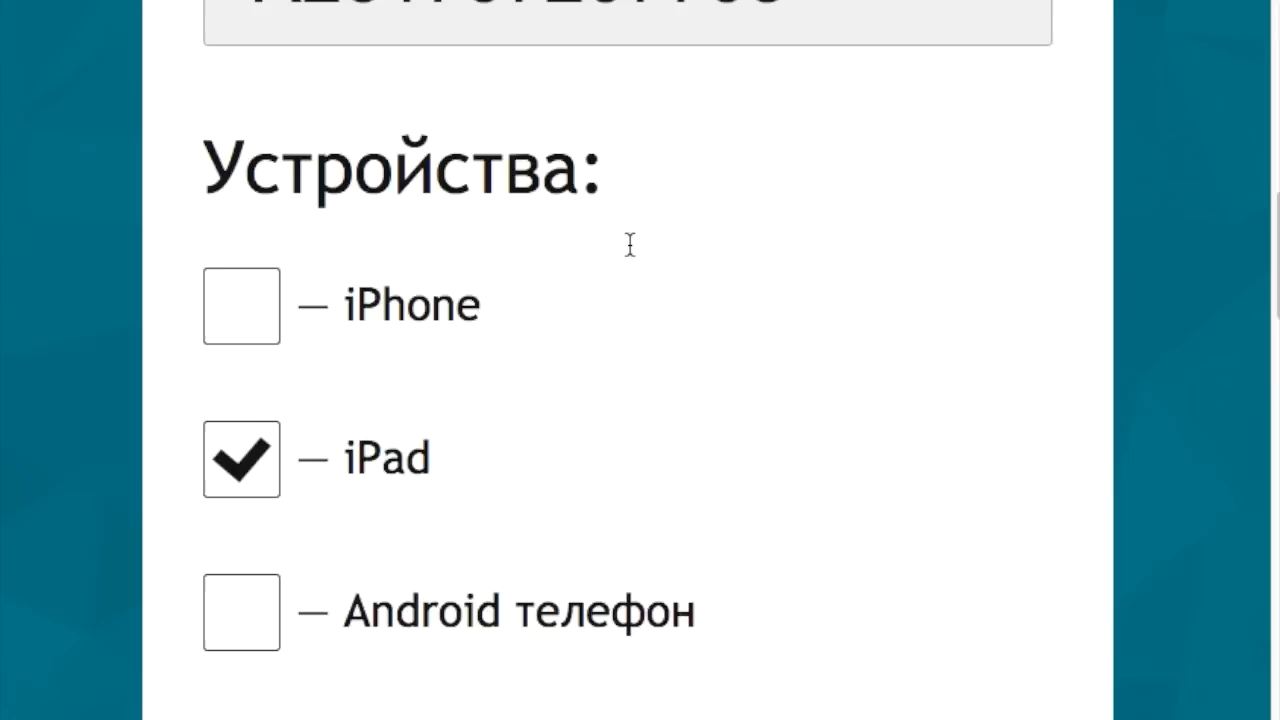 Устройства:
— iPhone
— iPad
— Android телефон